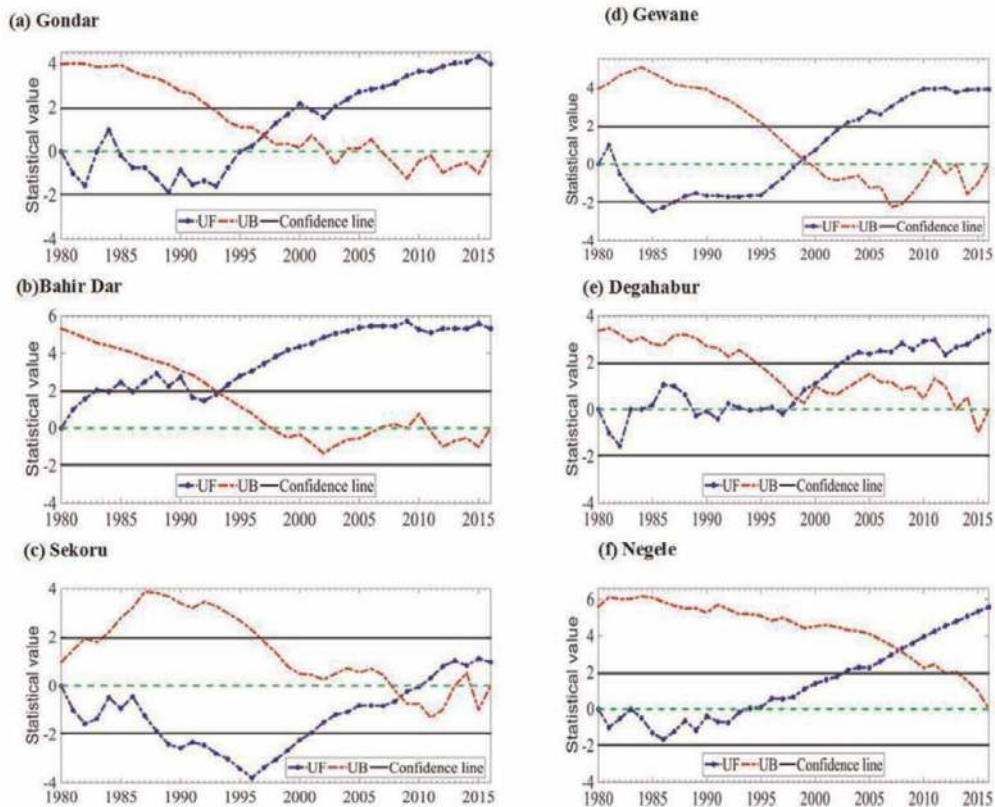 (a) Gondar
Statistical value
4
2
0
-2
-4
UF UB Confidence line
1980 1985 1990 1995 2000 2005 2010 2015
(b)Bahir Dar
Statistical value
6
4
2
0
-2
-4
UF UB Confidence line
1980 1985 1990 1995 2000 2005 2010 2015
(c) Sekoru
Statistical value
4
2
0
-2
-4
UF UB Confidence line
1980 1985 1990 1995 2000 2005 2010 2015
(d) Gewane
Statistical value
4
2
0
-2
-4
UF UB Confidence line
1980 1985 1990 1995 2000 2005 2010 2015
(e) Degahabur
Statistical value
4
2
0
-2
-4
UF UB Confidence line
1980 1985 1990 1995 2000 2005 2010 2015
(f) Negele
Statistical value
6
4
2
0
-2
-4
UF UB Confidence line
1980 1985 1990 1995 2000 2005 2010 2015